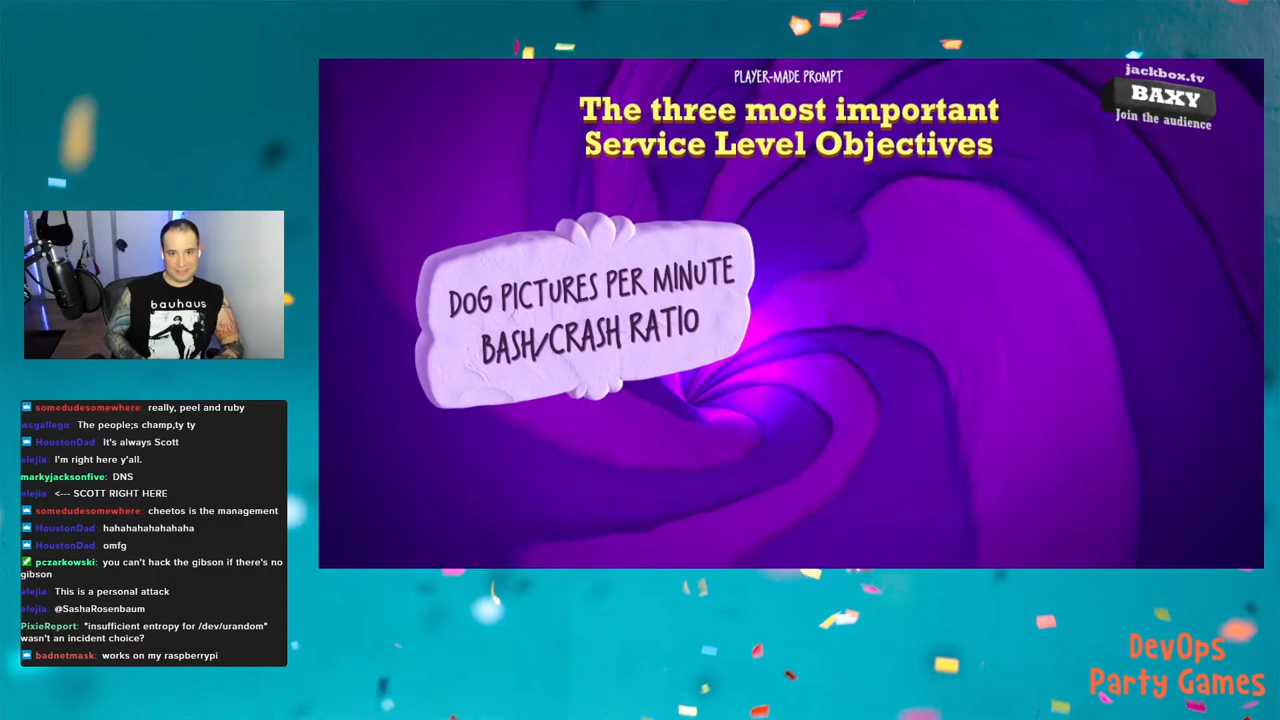 PLAYER-MADE PROMPT
The three most important
Service Level Objectives
jackbox.tv
BAXY
Join the audience
DOG PICTURES PER MINUTE
BASH/CRASH RATIO
bauhaus
somedudesomewhere: really, peel and ruby
wcgallego: The people;s champ,ty ty
HoustonDad: It's always Scott
elejia: I'm right here y'all.
markyjacksonfive: DNS
elejia: <--- SCOTT RIGHT HERE
somedudesomewhere: cheetos is the management
HoustonDad: hahahahahahahaha
HoustonDad: omfg
pczarkowski: you can't hack the gibson if there's no
gibson
elejia: This is a personal attack
elejia: @SashaRosenbaum
PixieReport: "insufficient entropy for /dev/urandom"
wasn't an incident choice?
badnetmask: works on my raspberrypi
DevOps
Party Games